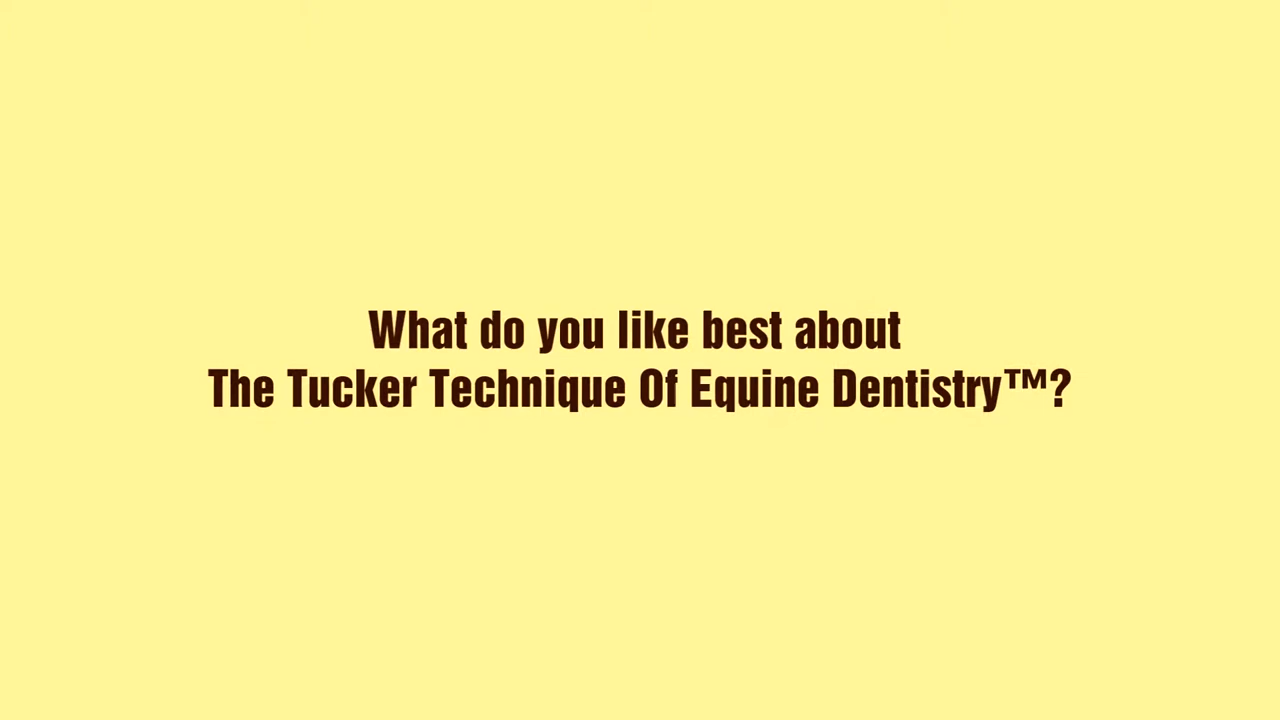 What do you like best about
The Tucker Technique Of Equine Dentistry™?